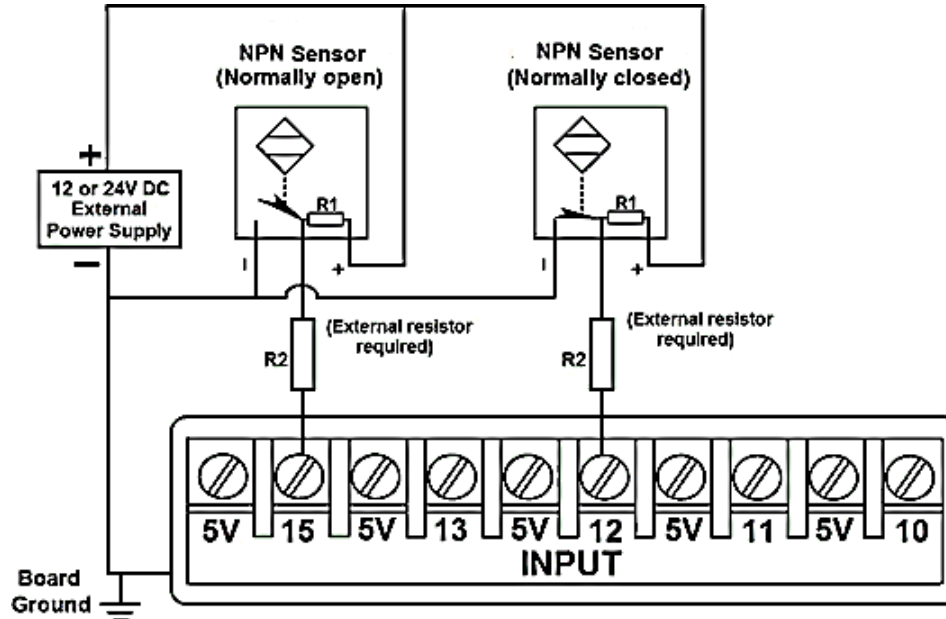 NPN Sensor
(Normally open)
NPN Sensor
(Normally closed)
+
12 or 24V DC
External
Power Supply
−
R1
R1
I
+
I
+
(External resistor
required)
R2
(External resistor
required)
R2
5V 15 5V 13 5V 12 5V 11 5V 10
INPUT
Board
Ground